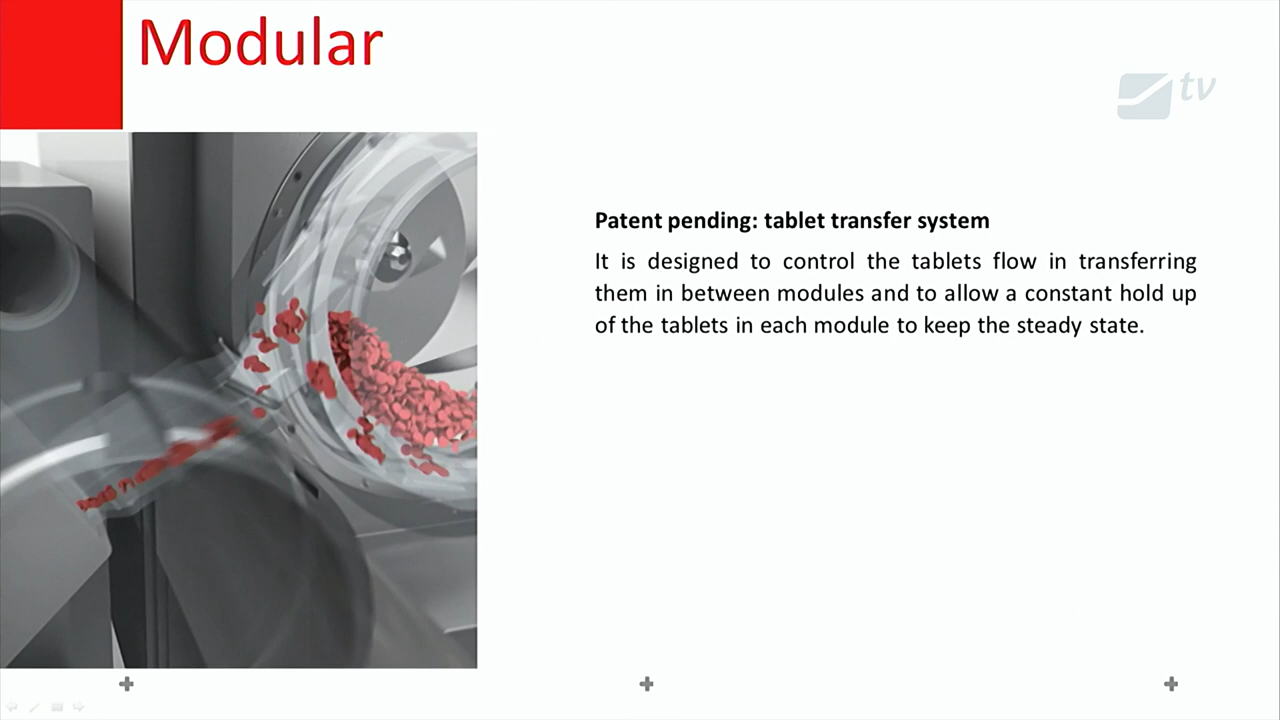 Modular
tv
Patent pending: tablet transfer system
It is designed to control the tablets flow in transferring
them in between modules and to allow a constant hold up
of the tablets in each module to keep the steady state.